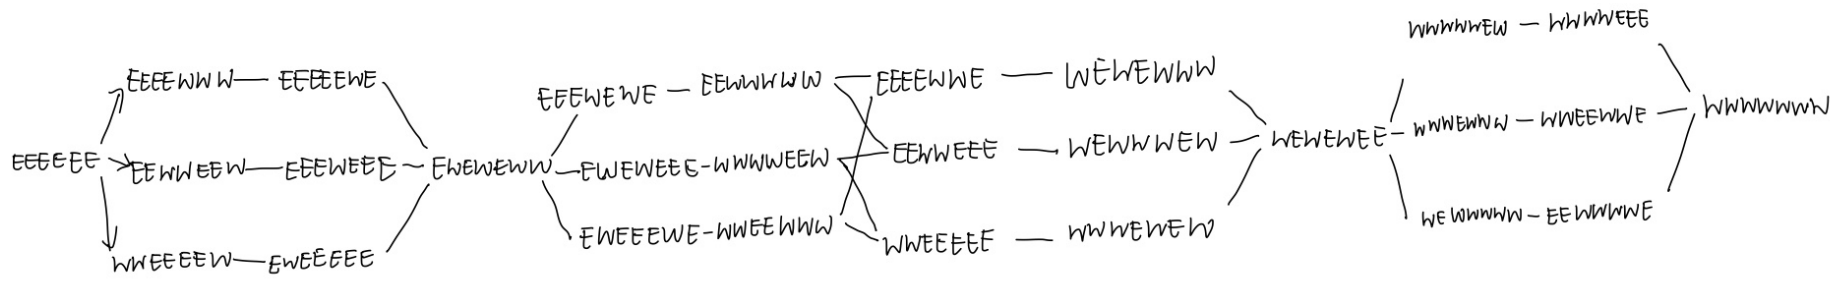 WWWWWEW – WWWWEEE
EEEEWWW — EEEEEWE
EEEWEWE – EEWWWWW
EEEEWWE — WEWEWWW
EEEEEE
EEWWEEW — EEEWEEE – EWEWEWW
EWEWEEE – WWWWEEW
EEWWEEE — WEWWWEW – WEWEWEE – WWWEWWW – WWEEWWE – WWWWWWW
WWEEEEW — EWEEEEE
EWEEEWE – WWEEWWW
WWEEEEE — WWWEWEW
WEWWWWW – EEWWWWE